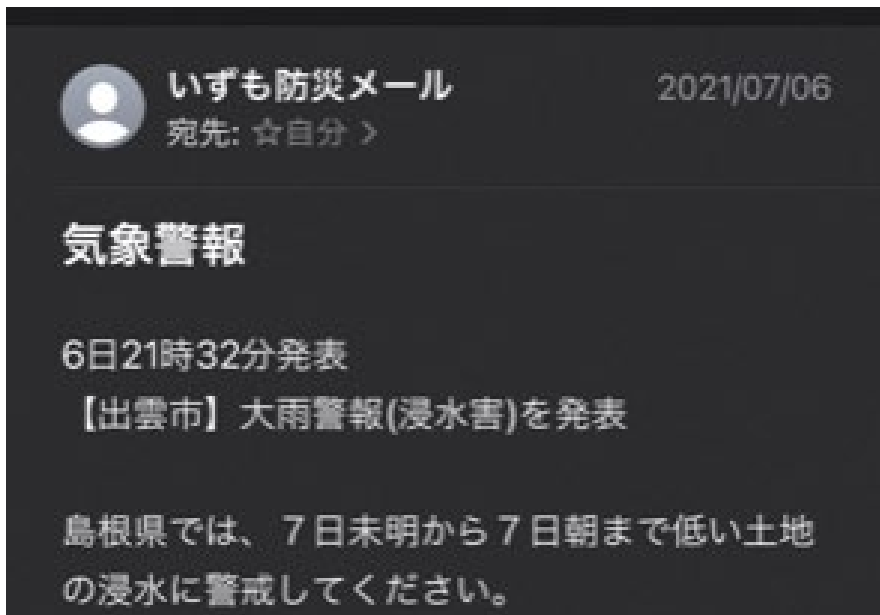 いずも防災メール 2021/07/06
宛先: ☆自分 >
気象警報
6日21時32分発表
【出雲市】大雨警報(浸水害)を発表
島根県では、７日未明から７日朝まで低い土地
の浸水に警戒してください。